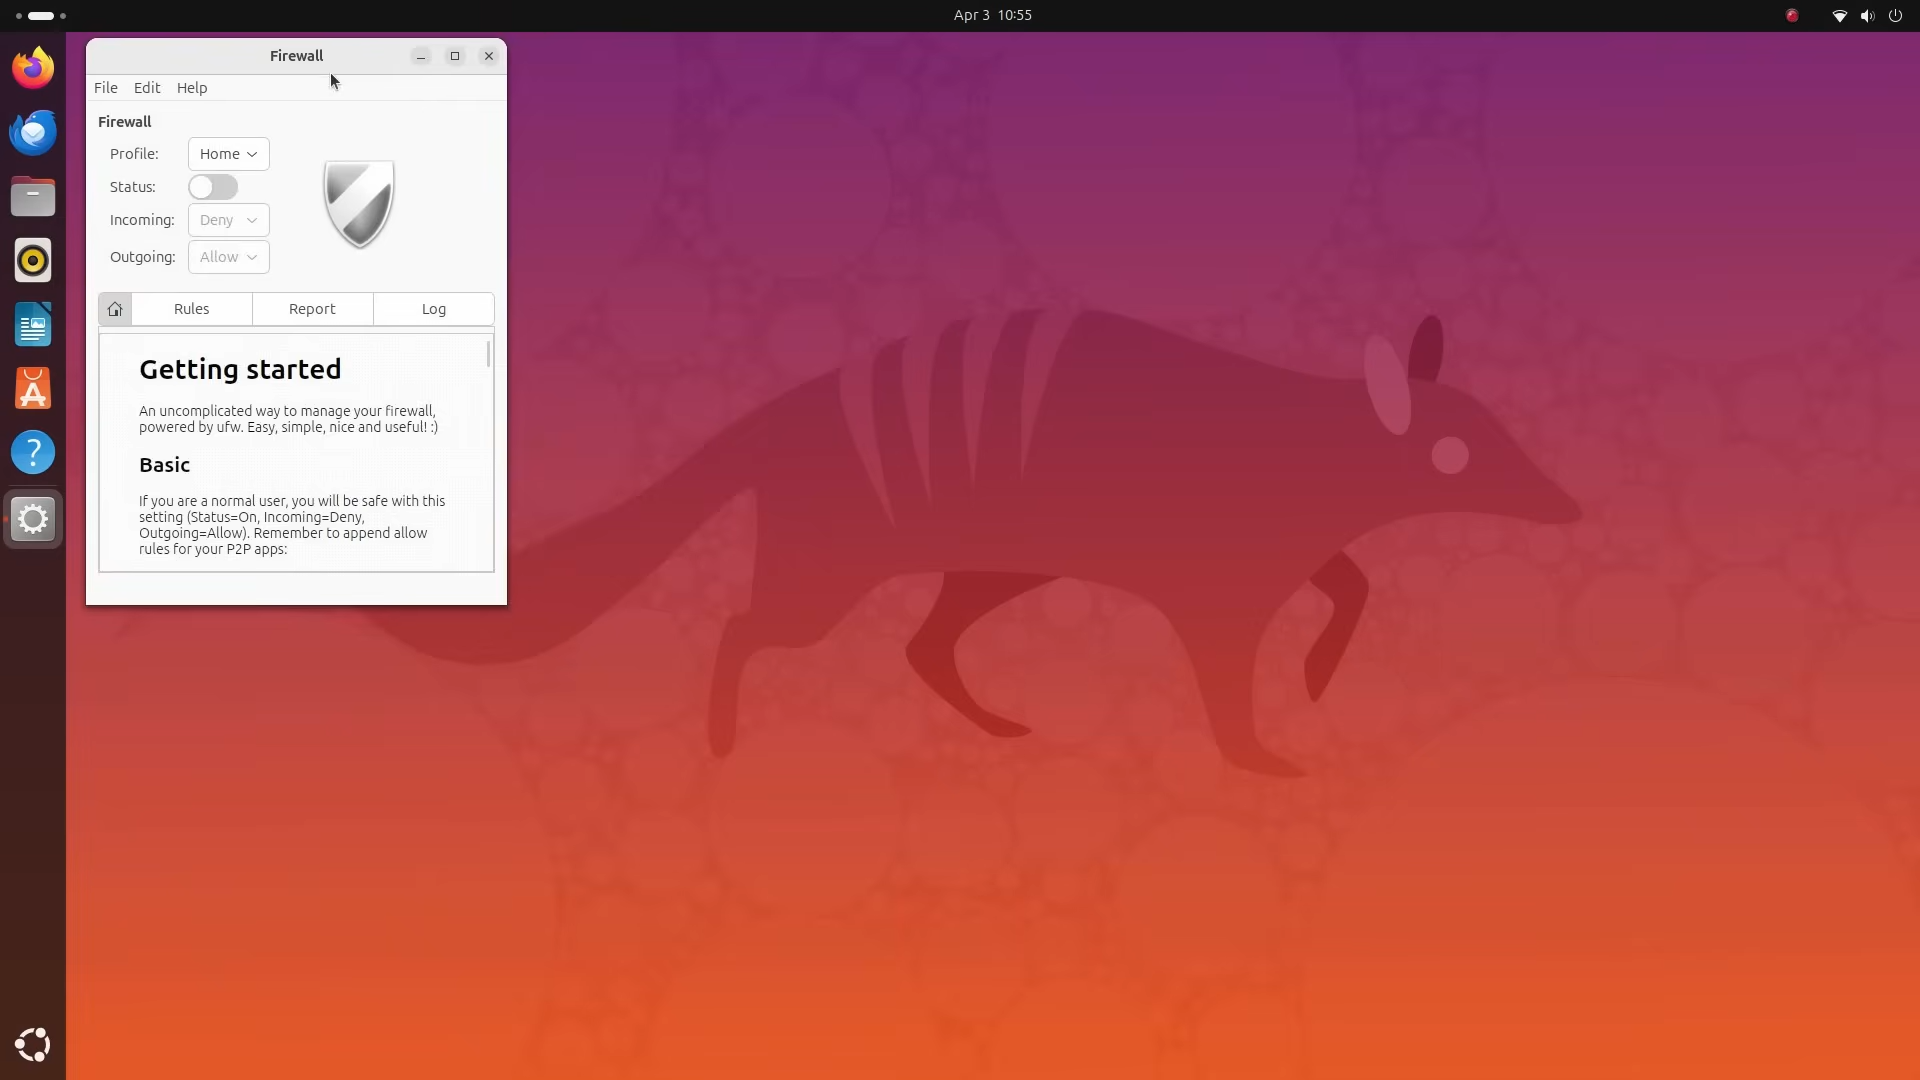 Apr 3 10:55
Firewall
File Edit Help
Firewall
Profile: Home
Status:
Incoming: Deny
Outgoing: Allow
Rules Report Log
Getting started
An uncomplicated way to manage your firewall,
powered by ufw. Easy, simple, nice and useful! :)
Basic
If you are a normal user, you will be safe with this
setting (Status=On, Incoming=Deny,
Outgoing=Allow). Remember to append allow
rules for your P2P apps: